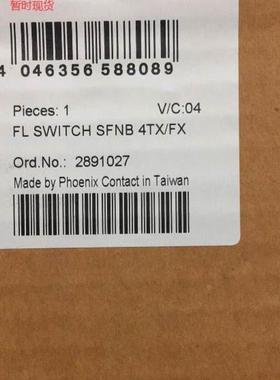 暂时现货
4 046356 588089
Pieces: 1 V/C:04
FL SWITCH SFNB 4TX/FX
Ord.No.: 2891027
Made by Phoenix Contact in Taiwan